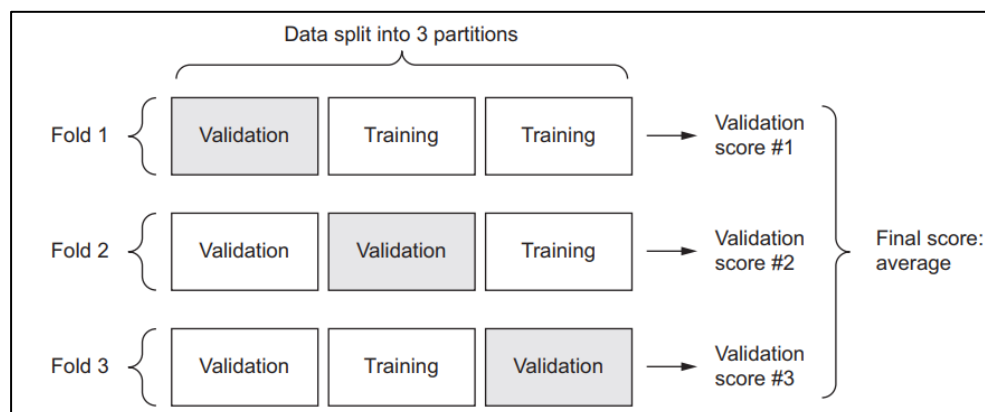 Data split into 3 partitions
Fold 1
Validation
Training
Training
Validation
score #1
Fold 2
Validation
Validation
Training
Validation
score #2
Final score:
average
Fold 3
Validation
Training
Validation
Validation
score #3